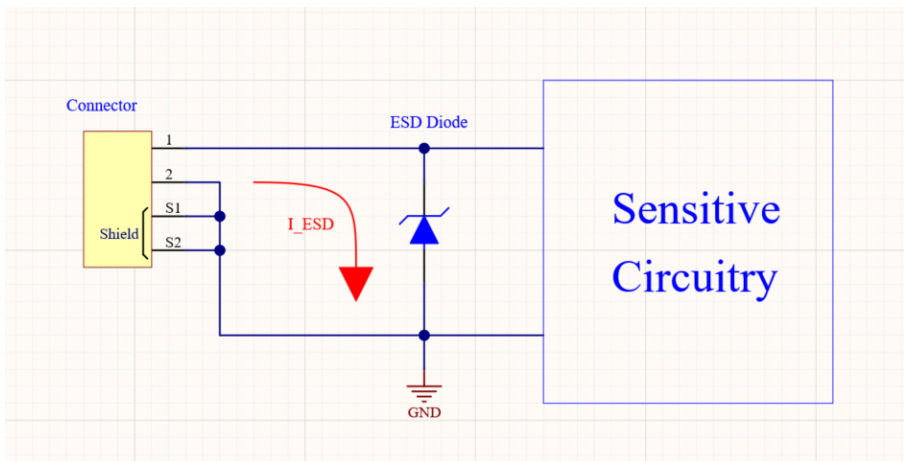 Connector
ESD Diode
1
2
S1
Shield
S2
I_ESD
Sensitive
Circuitry
GND